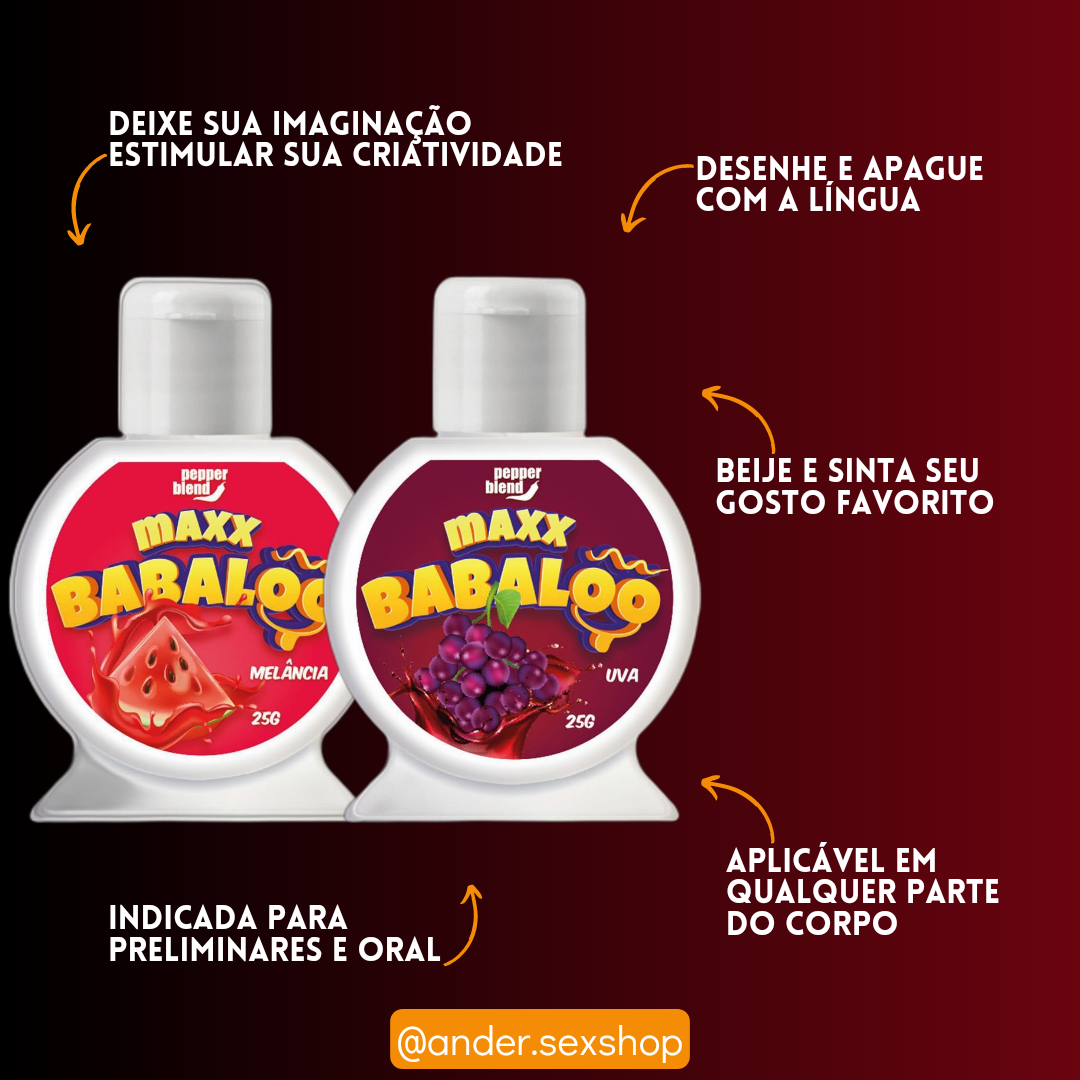 DEIXE SUA IMAGINAÇÃO
ESTIMULAR SUA CRIATIVIDADE
DESENHE E APAGUE
COM A LÍNGUA
BEIJE E SINTA SEU
GOSTO FAVORITO
pepper
blend
MAXX
BABALOO
MELÂNCIA
25G
pepper
blend
MAXX
BABALOO
UVA
25G
APLICÁVEL EM
QUALQUER PARTE
DO CORPO
INDICADA PARA
PRELIMINARES E ORAL
@ander.sexshop